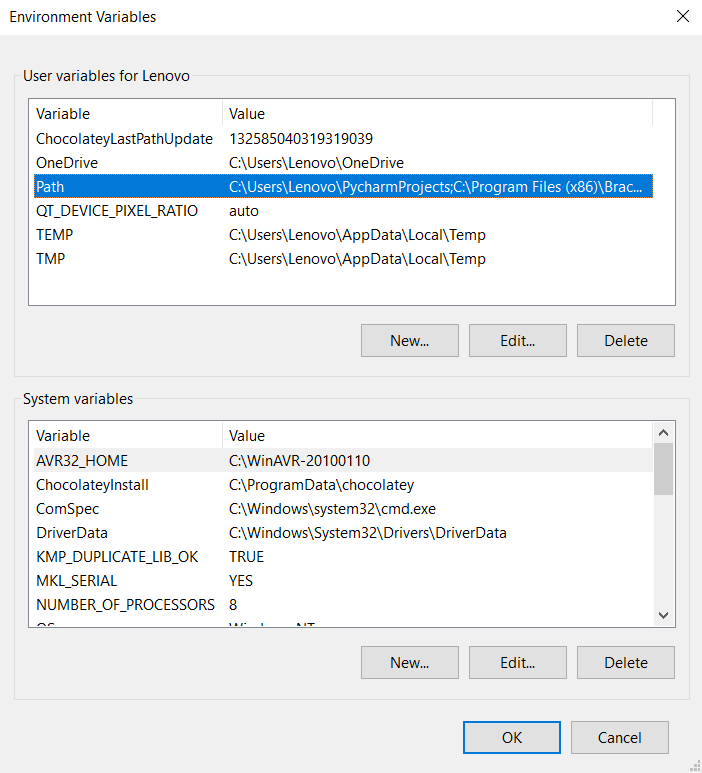 Environment Variables
User variables for Lenovo
Variable Value
ChocolateyLastPathUpdate 132585040319319039
OneDrive C:\Users\Lenovo\OneDrive
Path C:\Users\Lenovo\PycharmProjects;C:\Program Files (x86)\Brac...
QT_DEVICE_PIXEL_RATIO auto
TEMP C:\Users\Lenovo\AppData\Local\Temp
TMP C:\Users\Lenovo\AppData\Local\Temp
New... Edit... Delete
System variables
Variable Value
AVR32_HOME C:\WinAVR-20100110
ChocolateyInstall C:\ProgramData\chocolatey
ComSpec C:\Windows\system32\cmd.exe
DriverData C:\Windows\System32\Drivers\DriverData
KMP_DUPLICATE_LIB_OK TRUE
MKL_SERIAL YES
NUMBER_OF_PROCESSORS 8
New... Edit... Delete
OK Cancel